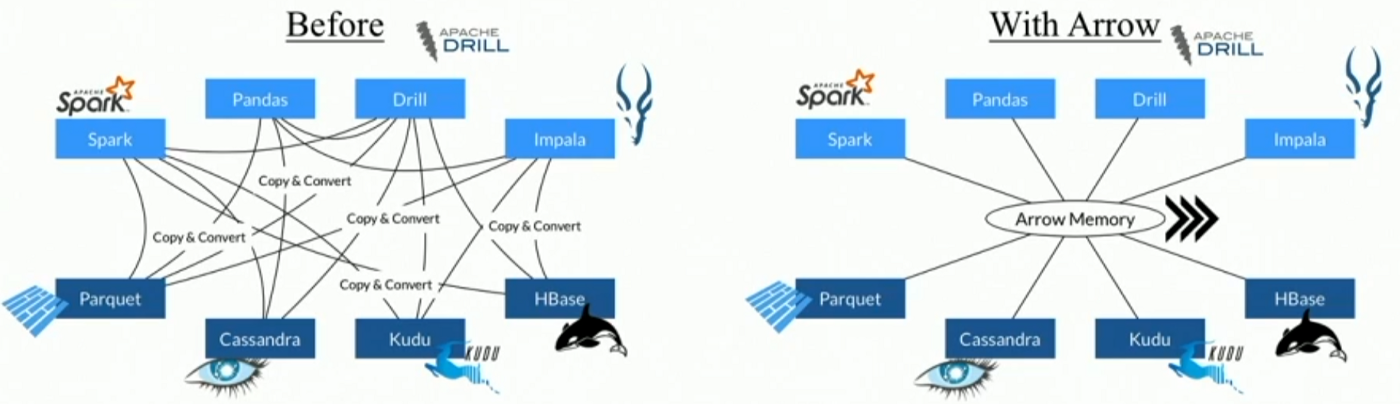 Before
APACHE
DRILL
APACHE
Spark
Pandas
Drill
Spark
Impala
Copy & Convert
Copy & Convert
Copy & Convert
Copy & Convert
Copy & Convert
Parquet
HBase
Cassandra
Kudu
KUDU
With Arrow
APACHE
DRILL
APACHE
Spark
Pandas
Drill
Spark
Impala
Arrow Memory
Parquet
HBase
Cassandra
Kudu
KUDU